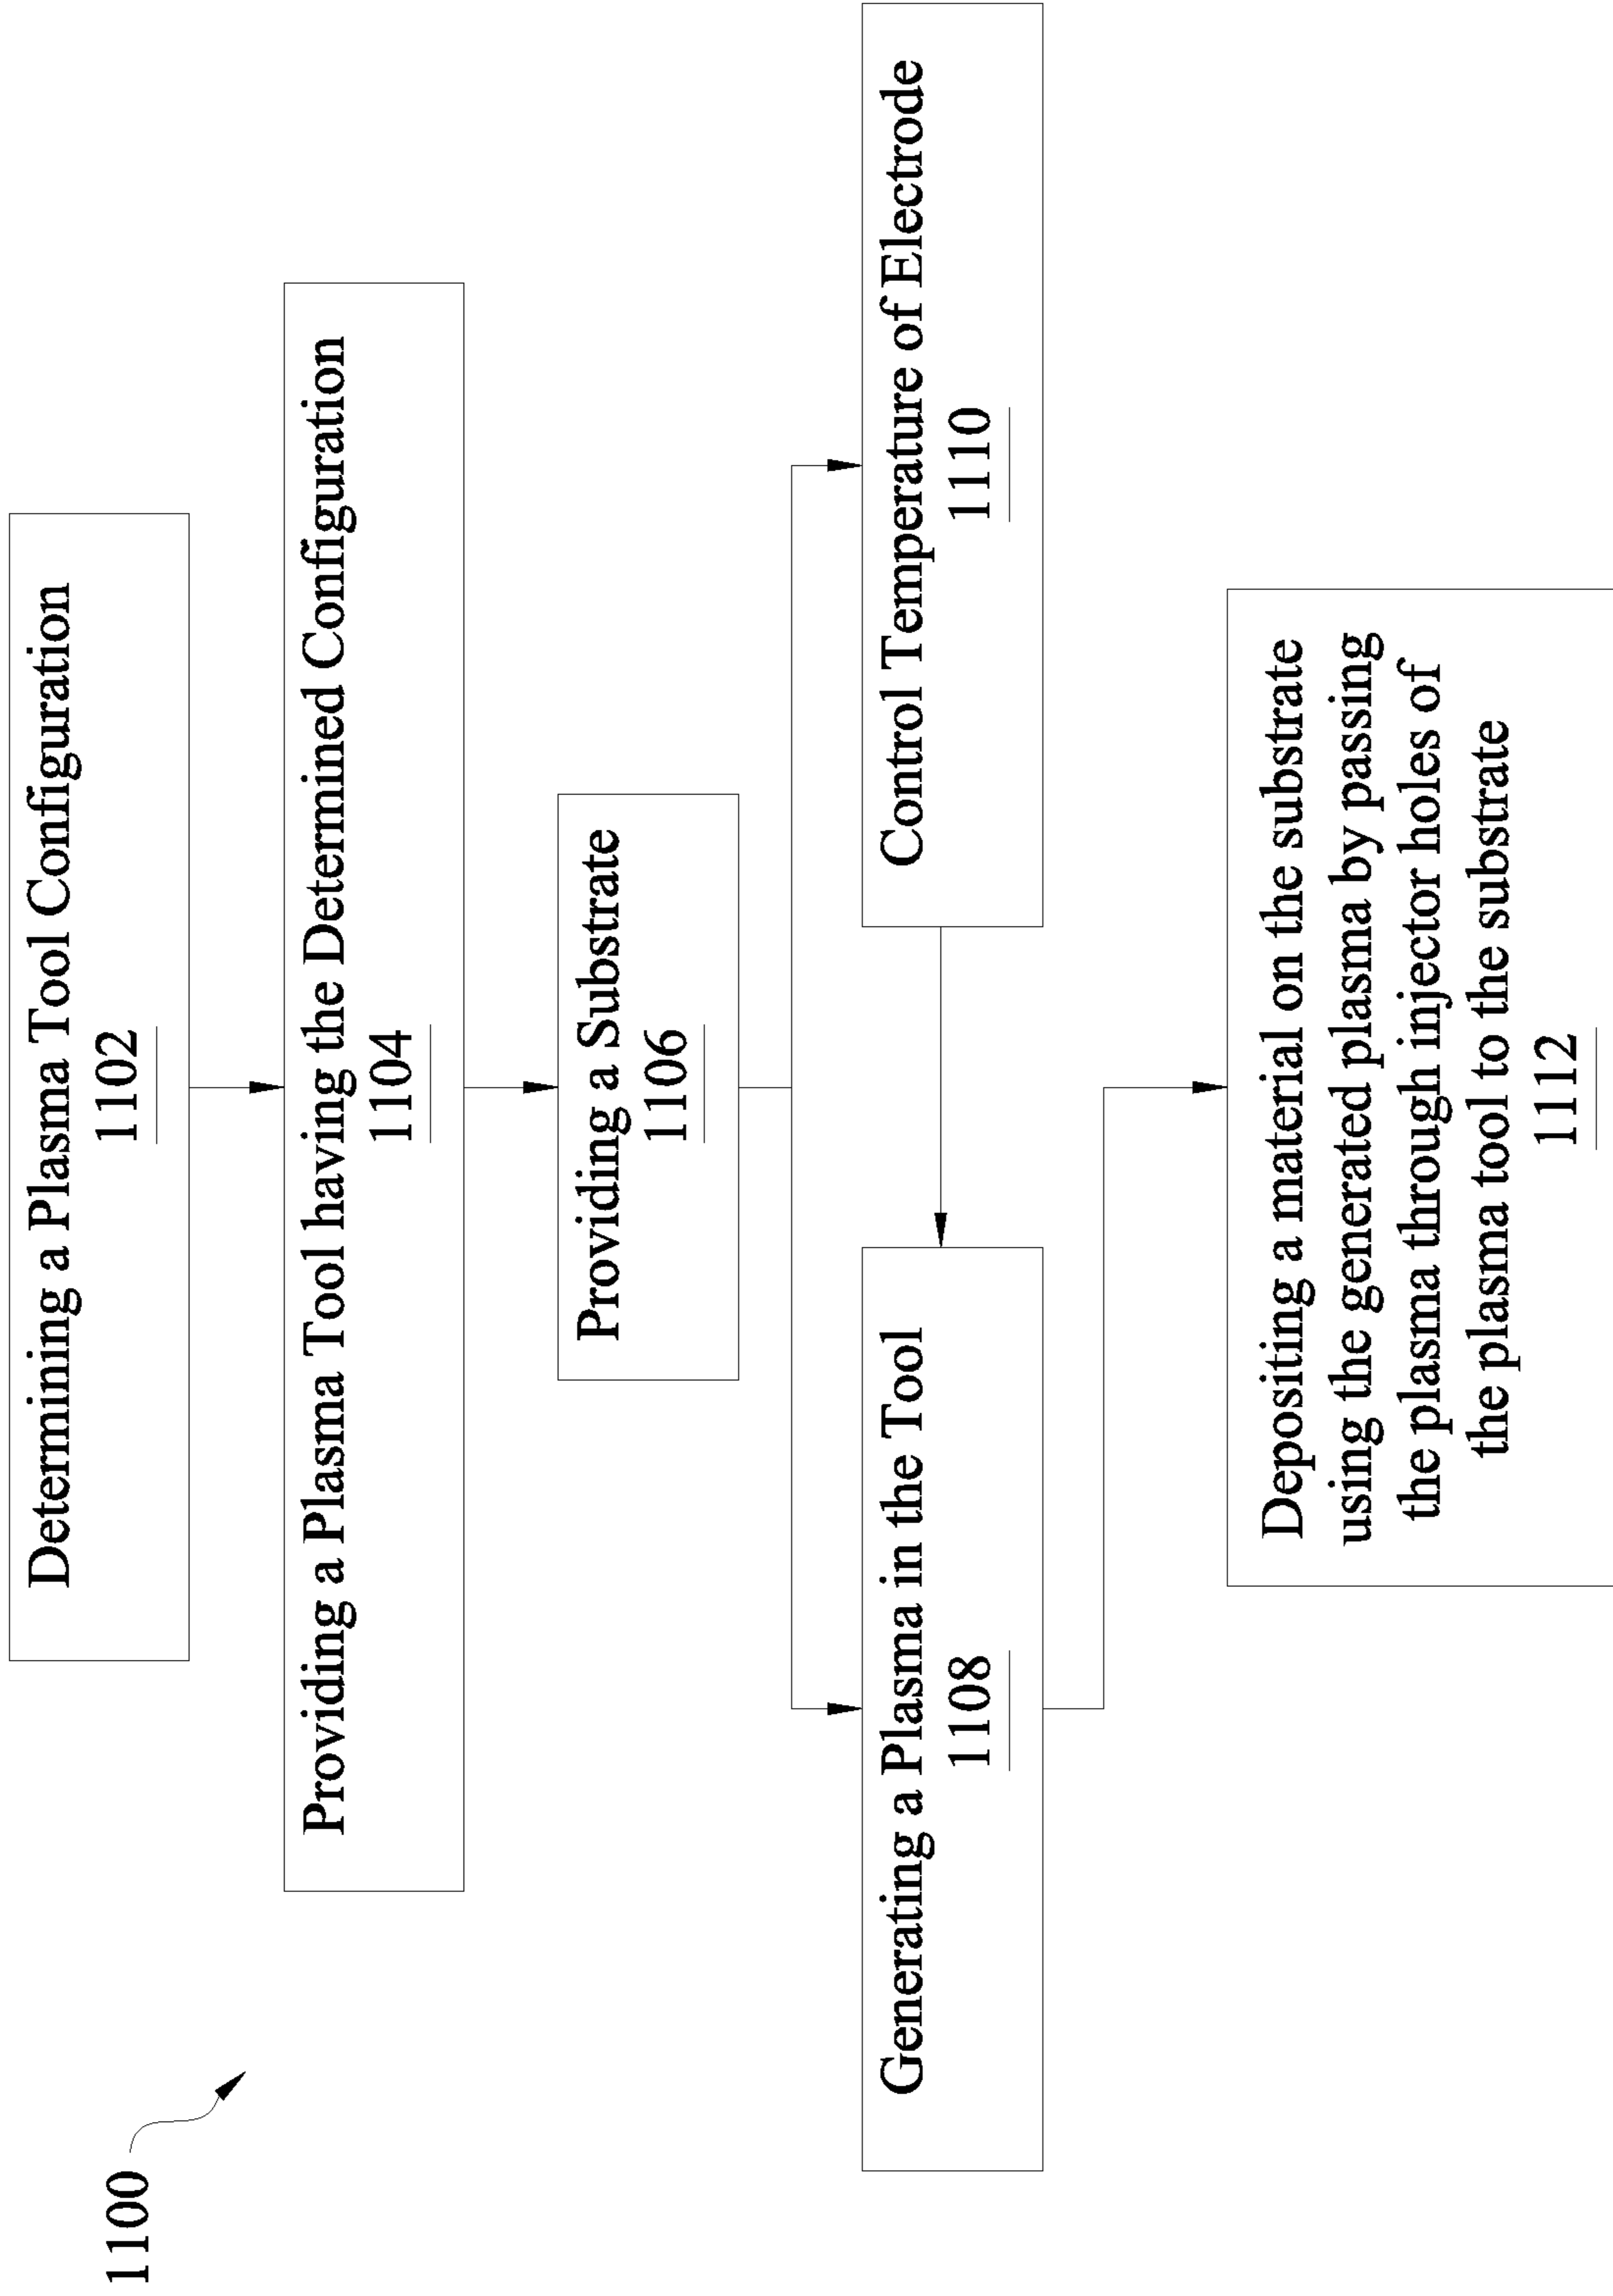 1100
Determining a Plasma Tool Configuration
1102
Providing a Plasma Tool having the Determined Configuration
1104
Providing a Substrate
1106
Generating a Plasma in the Tool
1108
Control Temperature of Electrode
1110
Depositing a material on the substrate
using the generated plasma by passing
the plasma through injector holes of
the plasma tool to the substrate
1112